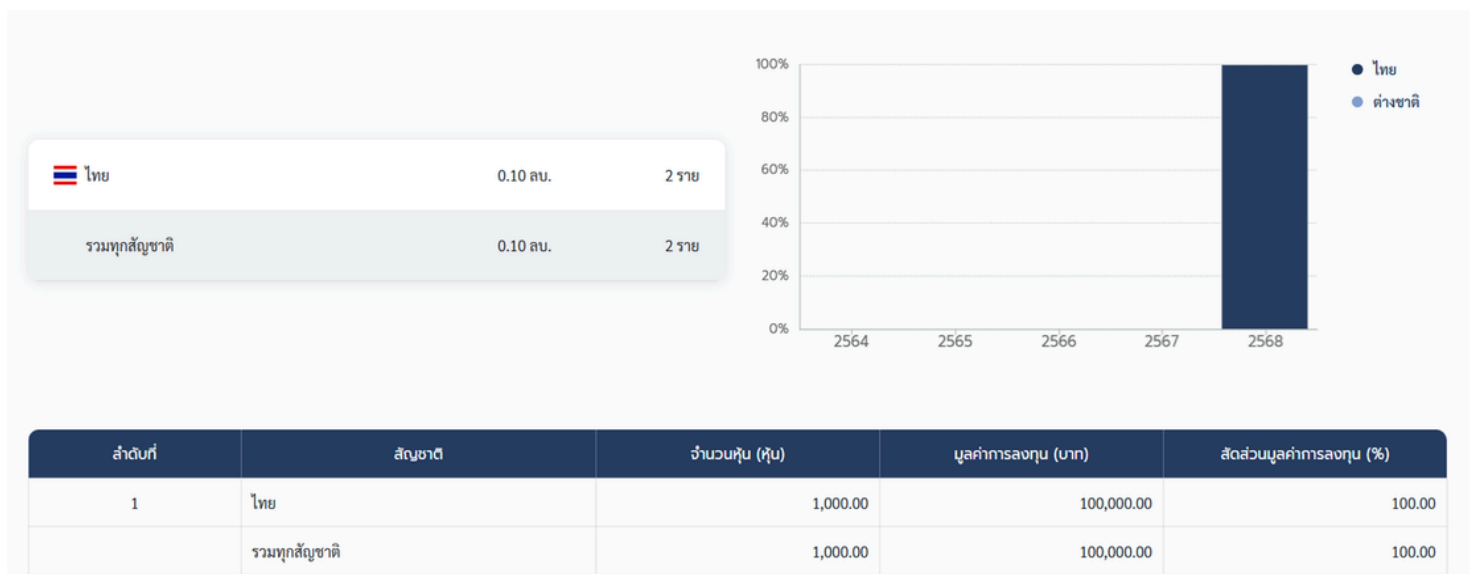 ไทย 0.10 ลบ. 2 ราย
รวมทุกสัญชาติ 0.10 ลบ. 2 ราย
100%
80%
60%
40%
20%
0%
2564 2565 2566 2567 2568
ไทย
ต่างชาติ
ลำดับที่ สัญชาติ จำนวนหุ้น (หุ้น) มูลค่าการลงทุน (บาท) สัดส่วนมูลค่าการลงทุน (%)
1 ไทย 1,000.00 100,000.00 100.00
รวมทุกสัญชาติ 1,000.00 100,000.00 100.00